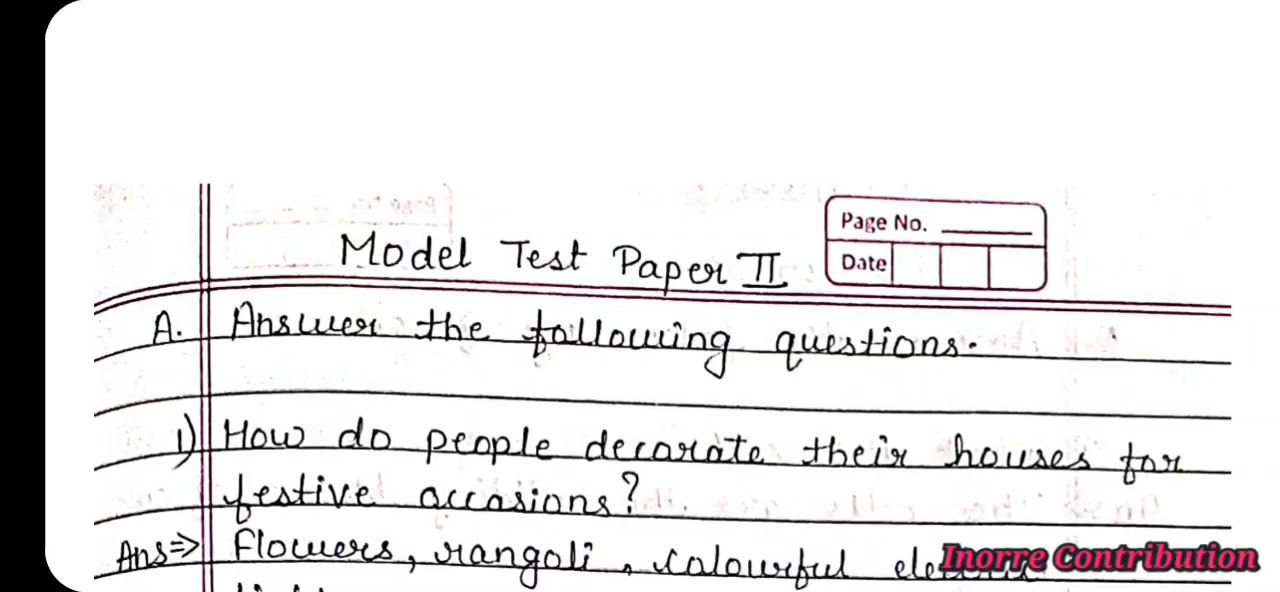 Page No.
Date
Model Test Paper II
A. Answer the following questions.
1) How do people decorate their houses for
festive occasions?
Ans⇒ Flowers, rangoli, colourful
Inorre Contribution